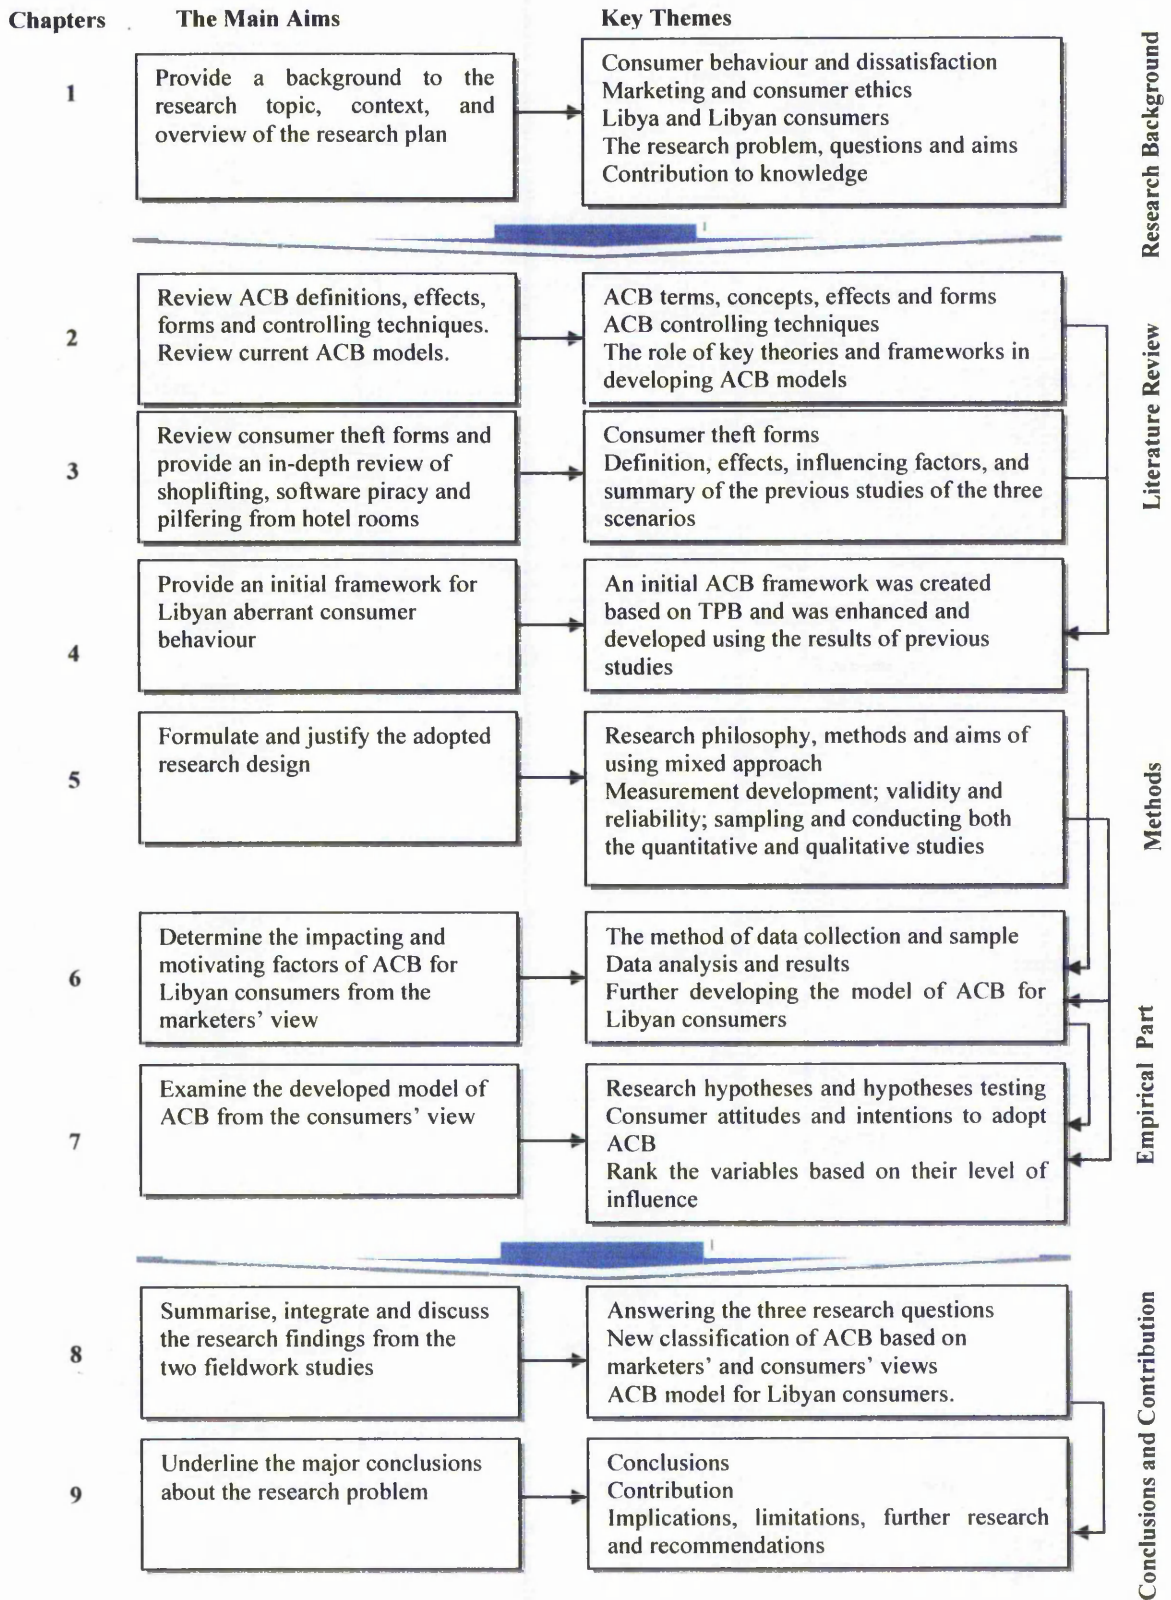 Chapters The Main Aims Key Themes
1
Provide a background to the
research topic, context, and
overview of the research plan
Consumer behaviour and dissatisfaction
Marketing and consumer ethics
Libya and Libyan consumers
The research problem, questions and aims
Contribution to knowledge
Research Background
2
Review ACB definitions, effects,
forms and controlling techniques.
Review current ACB models.
ACB terms, concepts, effects and forms
ACB controlling techniques
The role of key theories and frameworks in
developing ACB models
3
Review consumer theft forms and
provide an in-depth review of
shoplifting, software piracy and
pilfering from hotel rooms
Consumer theft forms
Definition, effects, influencing factors, and
summary of the previous studies of the three
scenarios
Literature Review
4
Provide an initial framework for
Libyan aberrant consumer
behaviour
An initial ACB framework was created
based on TPB and was enhanced and
developed using the results of previous
studies
5
Formulate and justify the adopted
research design
Research philosophy, methods and aims of
using mixed approach
Measurement development; validity and
reliability; sampling and conducting both
the quantitative and qualitative studies
Methods
6
Determine the impacting and
motivating factors of ACB for
Libyan consumers from the
marketers' view
The method of data collection and sample
Data analysis and results
Further developing the model of ACB for
Libyan consumers
7
Examine the developed model of
ACB from the consumers' view
Research hypotheses and hypotheses testing
Consumer attitudes and intentions to adopt
ACB
Rank the variables based on their level of
influence
Empirical Part
8
Summarise, integrate and discuss
the research findings from the
two fieldwork studies
Answering the three research questions
New classification of ACB based on
marketers' and consumers' views
ACB model for Libyan consumers.
9
Underline the major conclusions
about the research problem
Conclusions
Contribution
Implications, limitations, further research
and recommendations
Conclusions and Contribution